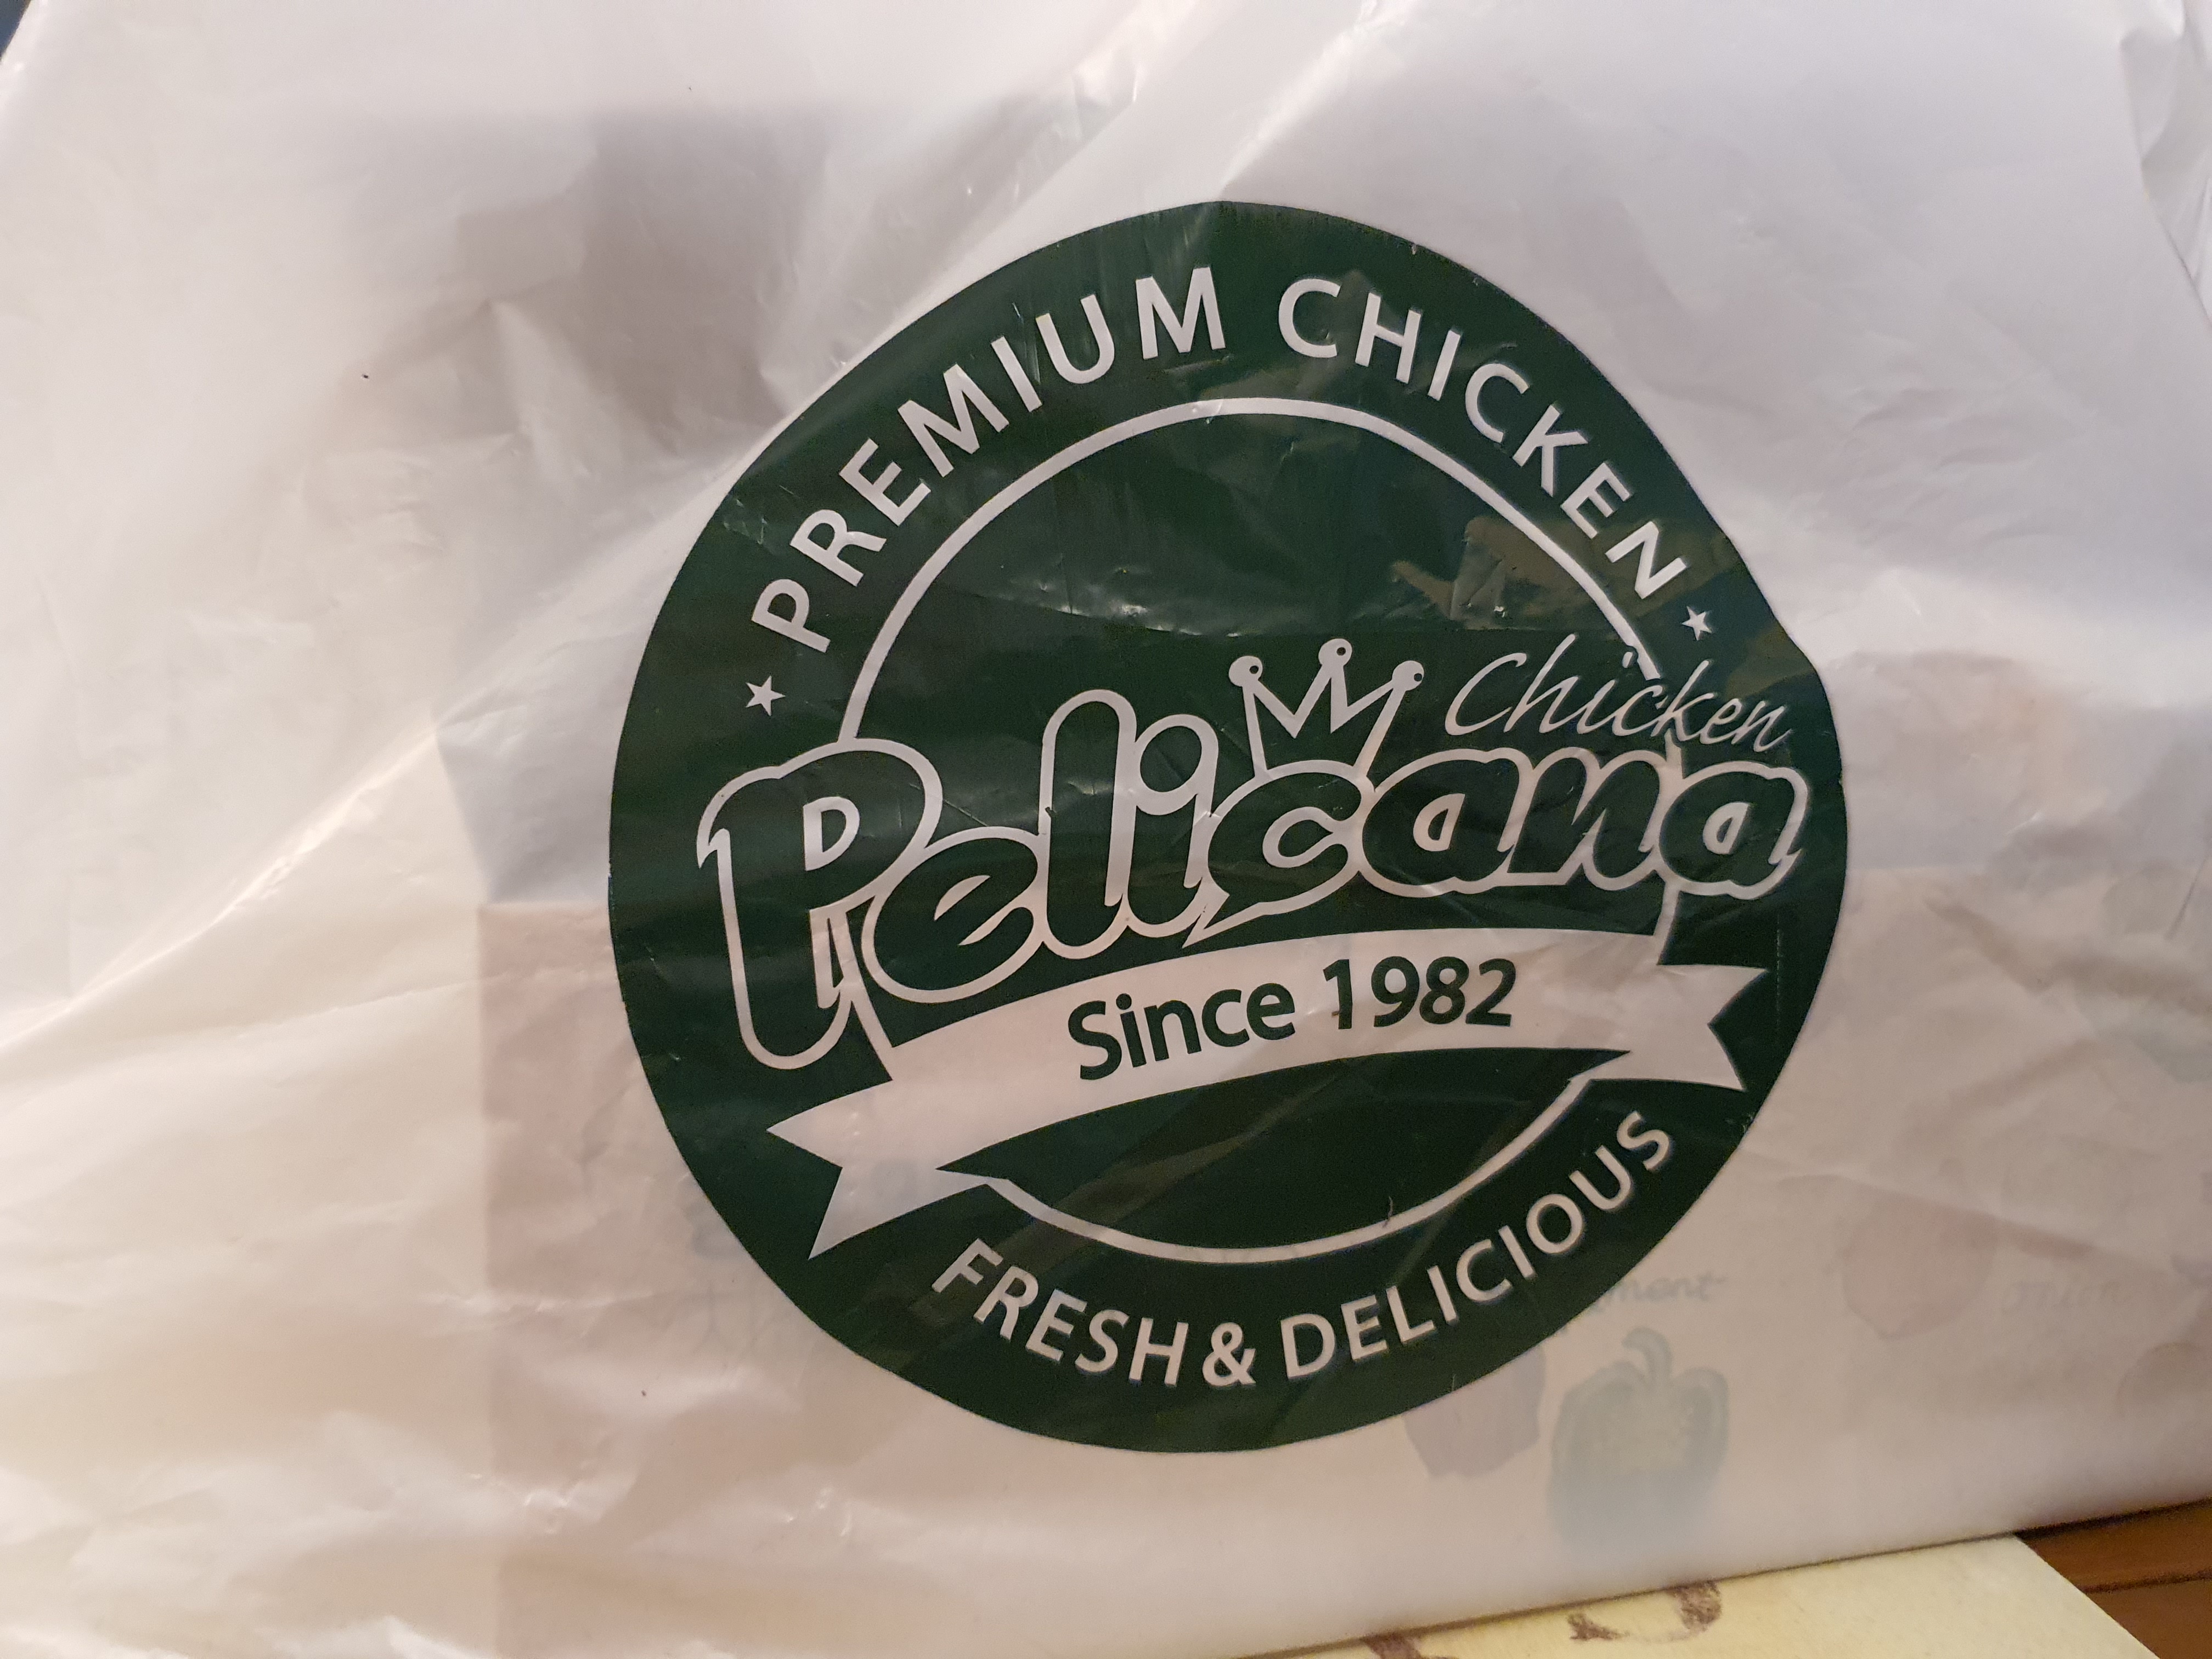 PREMIUM CHICKEN
Chicken
Pelicana
Since 1982
FRESH & DELICIOUS